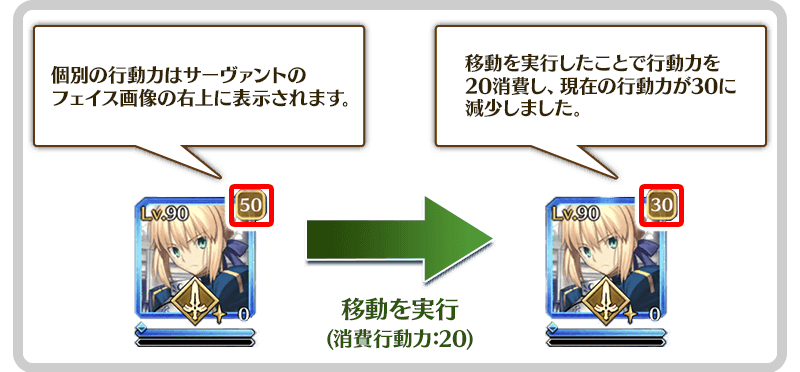 個別の行動力はサーヴァントの
フェイス画像の右上に表示されます。
移動を実行したことで行動力を
20消費し、現在の行動力が30に
減少しました。
Lv.90
50
0
移動を実行
(消費行動力:20)
Lv.90
30
0